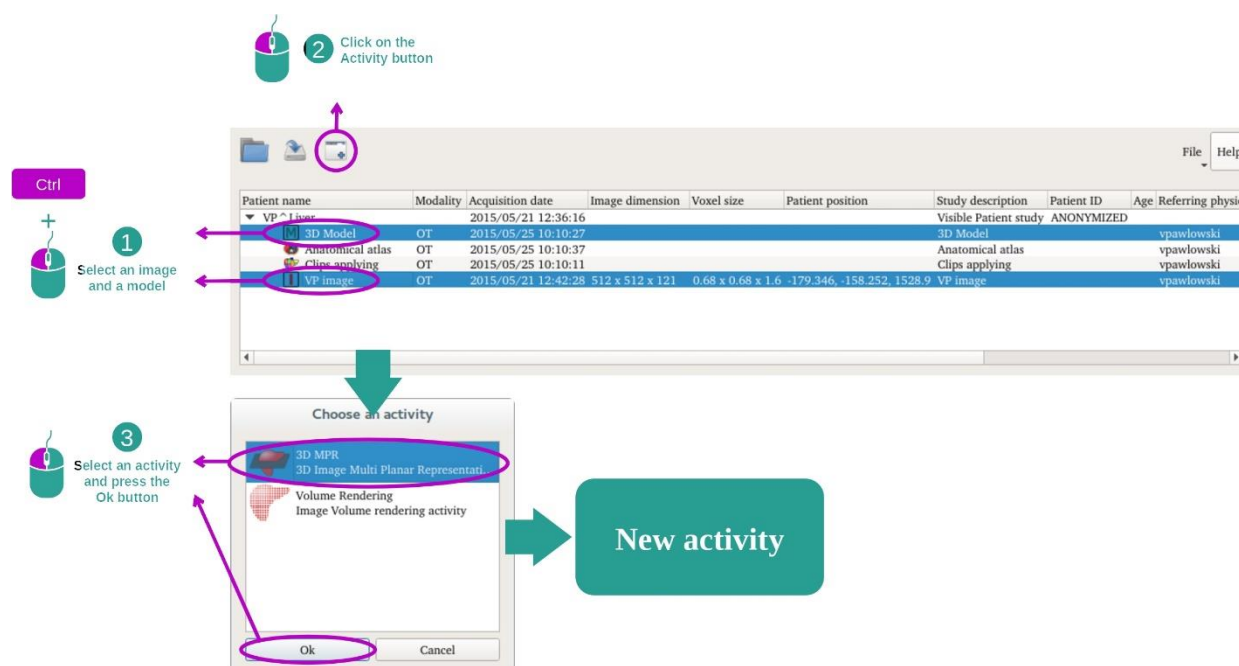 2 Click on the
Activity button
File Help
Ctrl
+
1
Select an image
and a model
Patient name Modality Acquisition date Image dimension Voxel size Patient position Study description Patient ID Age Referring
VP ^ Liver 2015/05/21 12:36:16 Visible Patient study ANONYMIZED
M 3D Model OT 2015/05/25 10:10:27 3D Model vpawlowski
Anatomical atlas OT 2015/05/25 10:10:37 Anatomical atlas vpawlowski
Clips applying OT 2015/05/25 10:10:11 Clips applying vpawlowski
VP image OT 2015/05/21 12:42:28 512 x 512 x 121 0.68 x 0.68 x 1.6 -179.346, -158.252, 1528.9 VP image vpawlowski
Choose an activity
3
Select an activity
and press the
Ok button
3D MPR
3D Image Multi Planar Representati.
Volume Rendering
Image Volume rendering activity
New activity
Ok Cancel